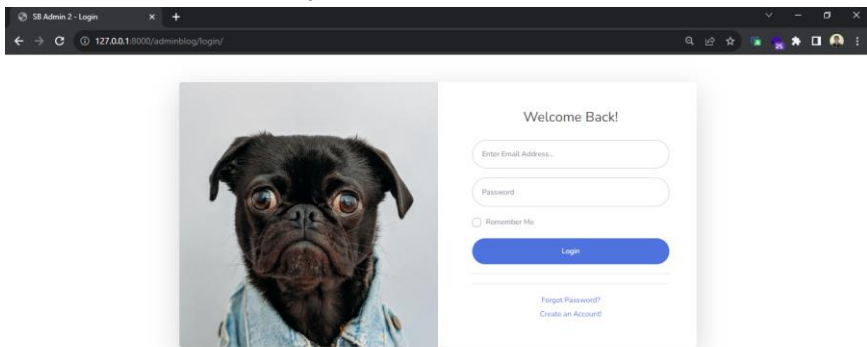 SB Admin 2 - Login
127.0.0.1:8000/adminblog/login/
25
Welcome Back!
Enter Email Address...
Password
Remember Me
Login
Forgot Password?
Create an Account!